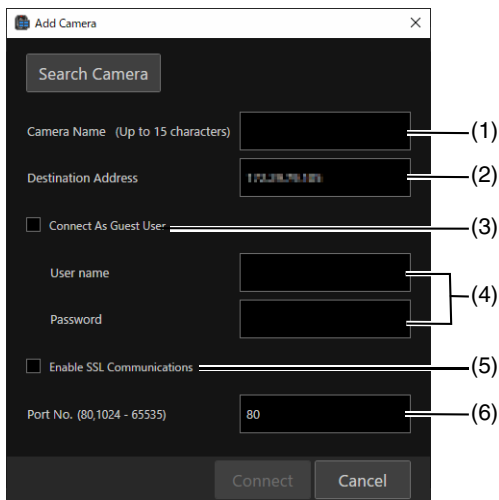 Add Camera
Search Camera
Camera Name (Up to 15 characters)
(1)
Destination Address
(2)
Connect As Guest User
(3)
User name
(4)
Password
Enable SSL Communications
(5)
Port No. (80,1024 - 65535)
80
(6)
Connect
Cancel